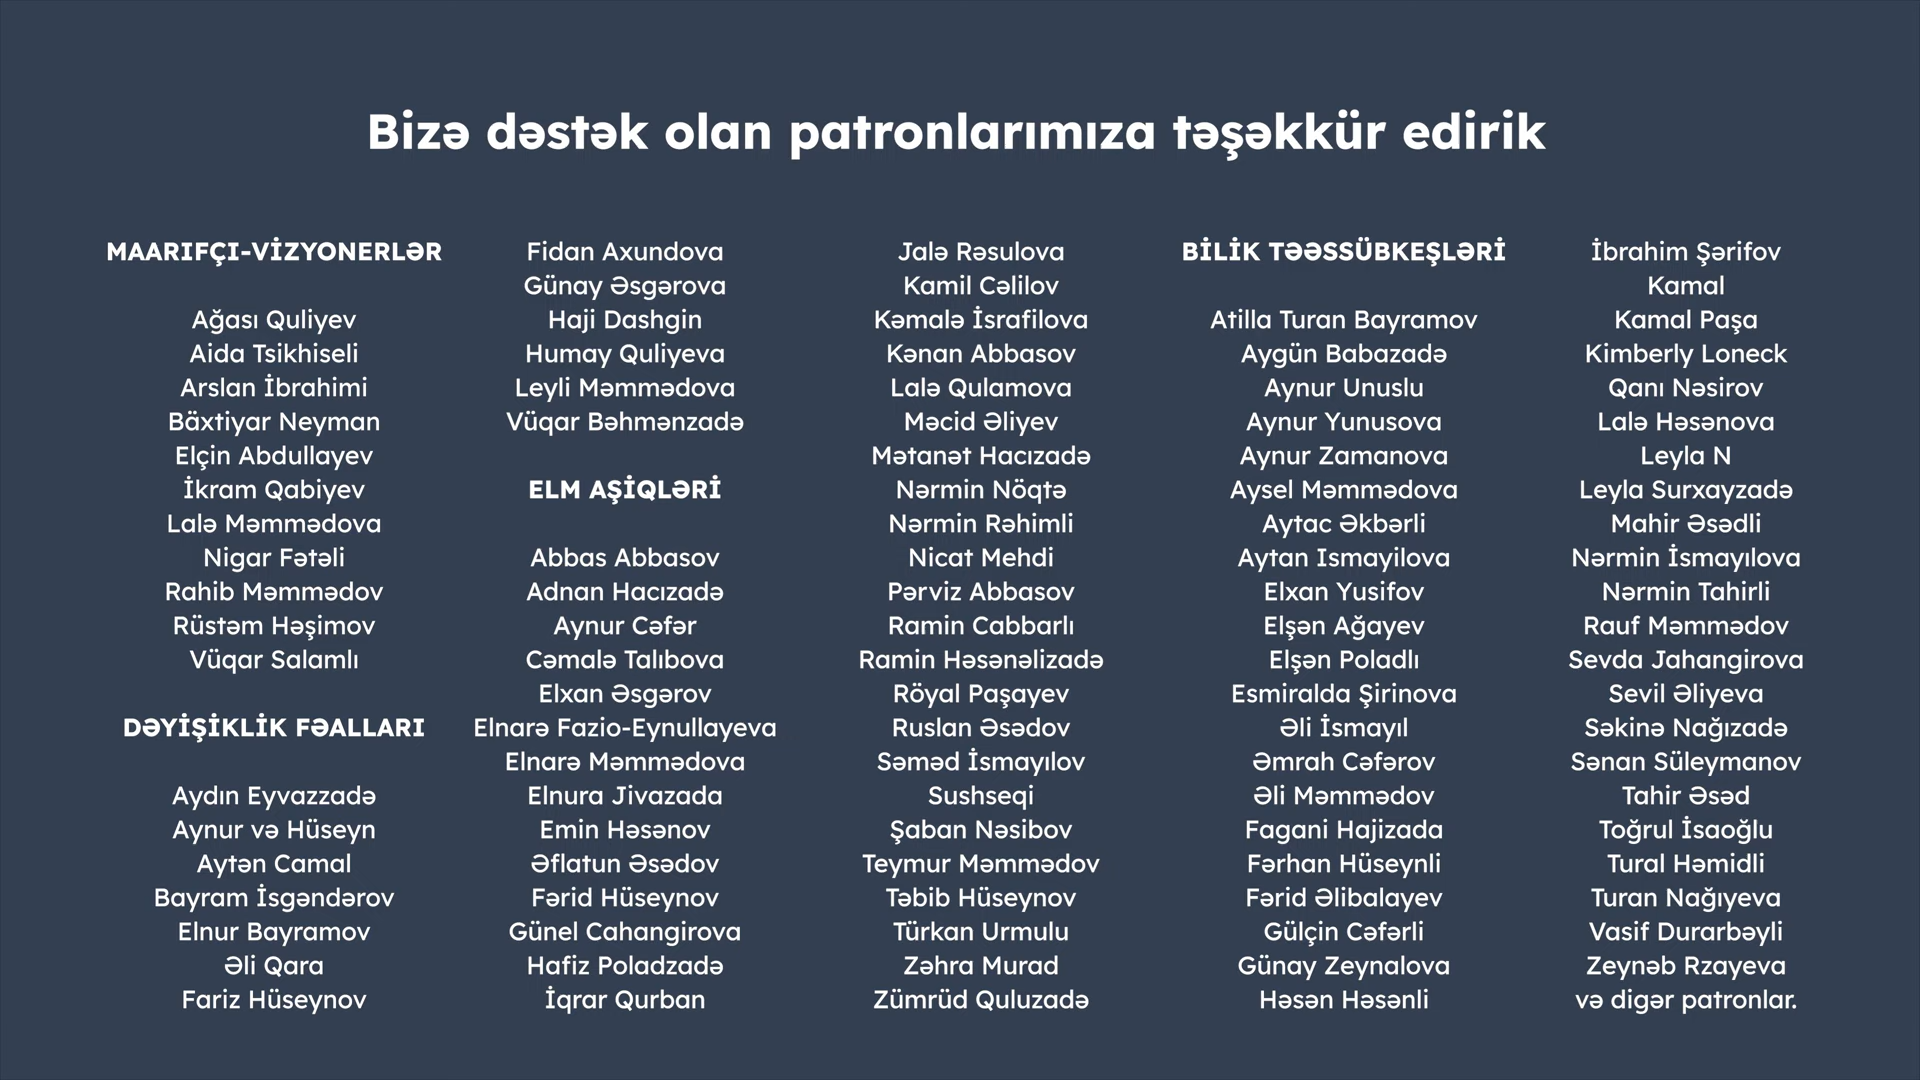 Bizə dəstək olan patronlarımıza təşəkkür edirik
MAARIFÇI-VİZYONERLƏR
Ağası Quliyev
Aida Tsikhiseli
Arslan İbrahimi
Bäxtiyar Neyman
Elçin Abdullayev
İkram Qabiyev
Lalə Məmmədova
Nigar Fətəli
Rahib Məmmədov
Rüstəm Həşimov
Vüqar Salamlı
DƏYİŞİKLİK FƏALLARI
Aydın Eyvazzadə
Aynur və Hüseyn
Aytən Camal
Bayram İsgəndərov
Elnur Bayramov
Əli Qara
Fariz Hüseynov
Fidan Axundova
Günay Əsgərova
Haji Dashgin
Humay Quliyeva
Leyli Məmmədova
Vüqar Bəhmənzadə
ELM AŞİQLƏRİ
Abbas Abbasov
Adnan Hacızadə
Aynur Cəfər
Cəmalə Talıbova
Elxan Əsgərov
Elnarə Fazio-Eynullayeva
Elnarə Məmmədova
Elnura Jivazada
Emin Həsənov
Əflatun Əsədov
Fərid Hüseynov
Günel Cahangirova
Hafiz Poladzadə
İqrar Qurban
Jalə Rəsulova
Kamil Cəlilov
Kəmalə İsrafilova
Kənan Abbasov
Lalə Qulamova
Məcid Əliyev
Mətanət Hacızadə
Nərmin Nöqtə
Nərmin Rəhimli
Nicat Mehdi
Pərviz Abbasov
Ramin Cabbarlı
Ramin Həsənəlizadə
Röyal Paşayev
Ruslan Əsədov
Səməd İsmayılov
Sushseqi
Şaban Nəsibov
Teymur Məmmədov
Təbib Hüseynov
Türkan Urmulu
Zəhra Murad
Zümrüd Quluzadə
BİLİK TƏƏSSÜBKEŞLƏRİ
Atilla Turan Bayramov
Aygün Babazadə
Aynur Unuslu
Aynur Yunusova
Aynur Zamanova
Aysel Məmmədova
Aytac Əkbərli
Aytan Ismayilova
Elxan Yusifov
Elşən Ağayev
Elşən Poladlı
Esmiralda Şirinova
Əli İsmayıl
Əmrah Cəfərov
Əli Məmmədov
Fagani Hajizada
Fərhan Hüseynli
Fərid Əlibalayev
Gülçin Cəfərli
Günay Zeynalova
Həsən Həsənli
İbrahim Şərifov
Kamal
Kamal Paşa
Kimberly Loneck
Qanı Nəsirov
Lalə Həsənova
Leyla N
Leyla Surxayzadə
Mahir Əsədli
Nərmin İsmayılova
Nərmin Tahirli
Rauf Məmmədov
Sevda Jahangirova
Sevil Əliyeva
Səkinə Nağızadə
Sənan Süleymanov
Tahir Əsəd
Toğrul İsaoğlu
Tural Həmidli
Turan Nağıyeva
Vasif Durarbəyli
Zeynəb Rzayeva
və digər patronlar.